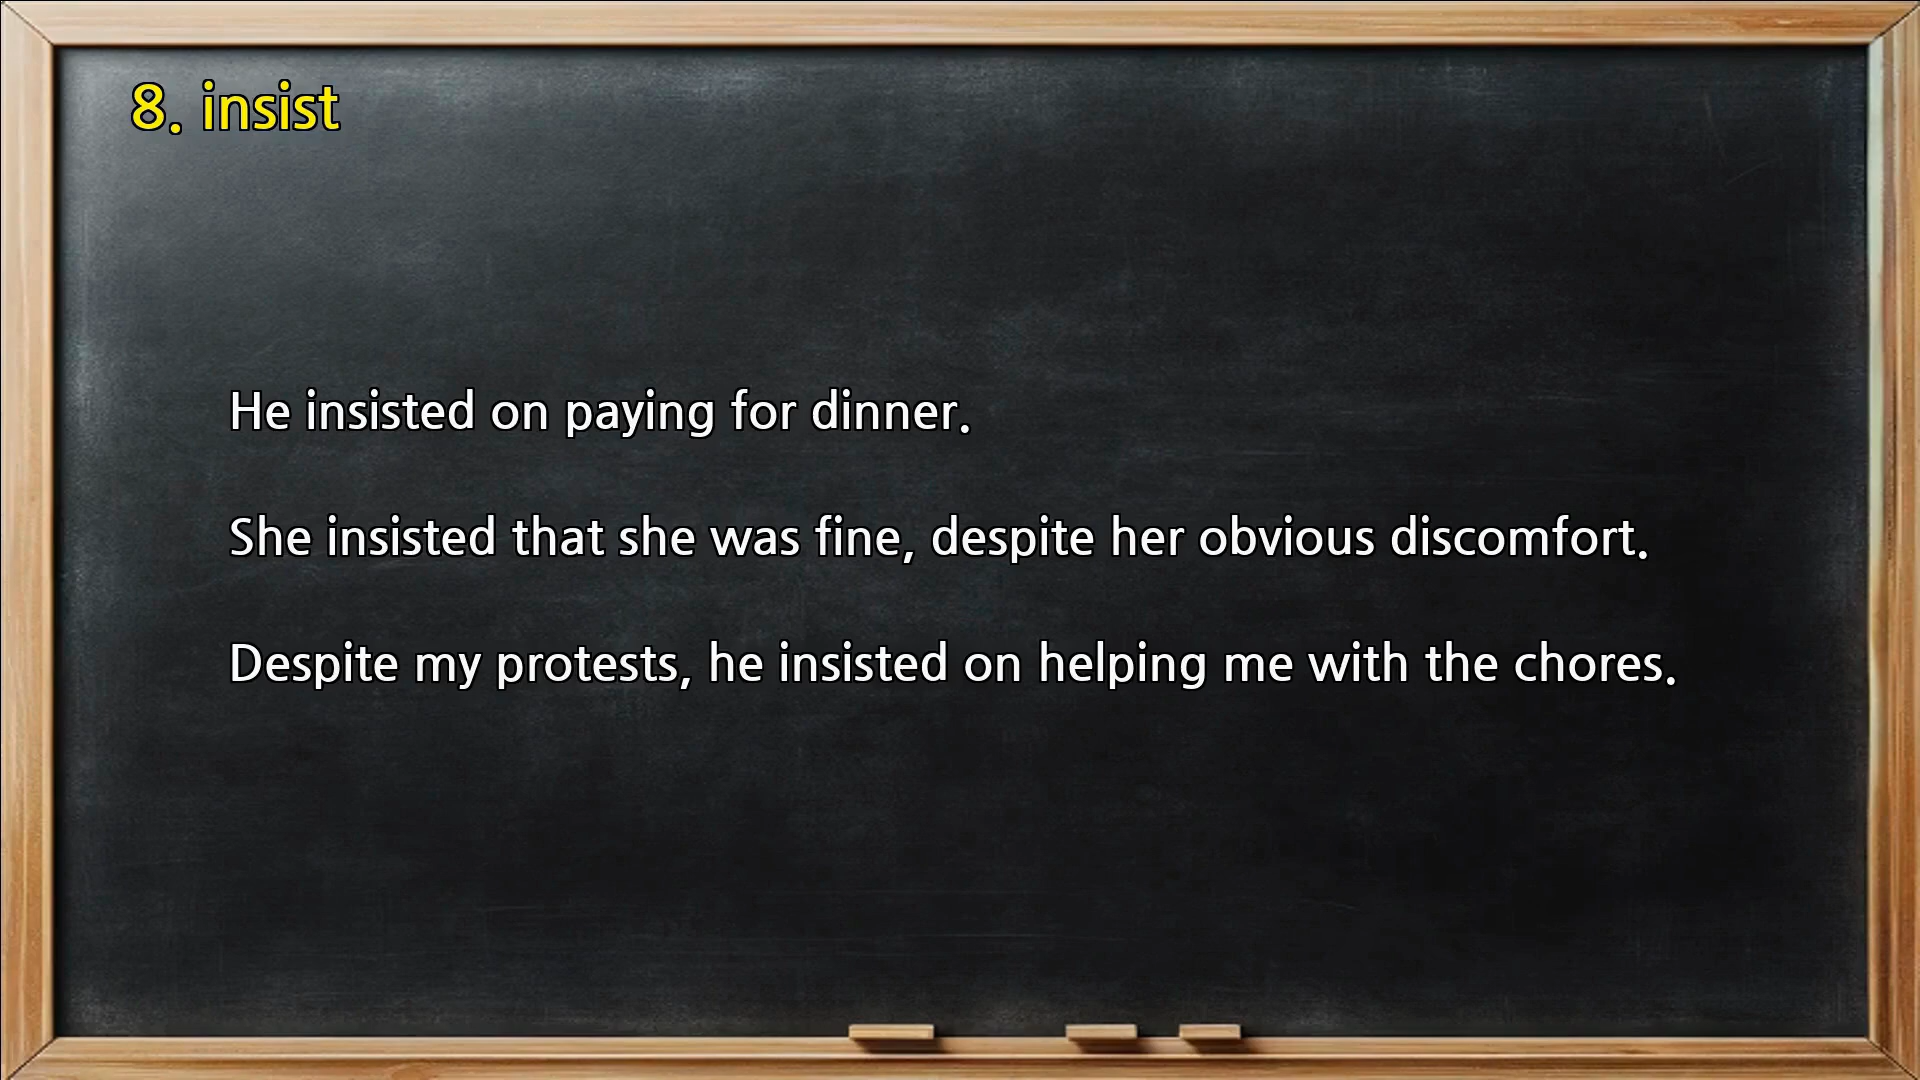 8. insist
He insisted on paying for dinner.
She insisted that she was fine, despite her obvious discomfort.
Despite my protests, he insisted on helping me with the chores.